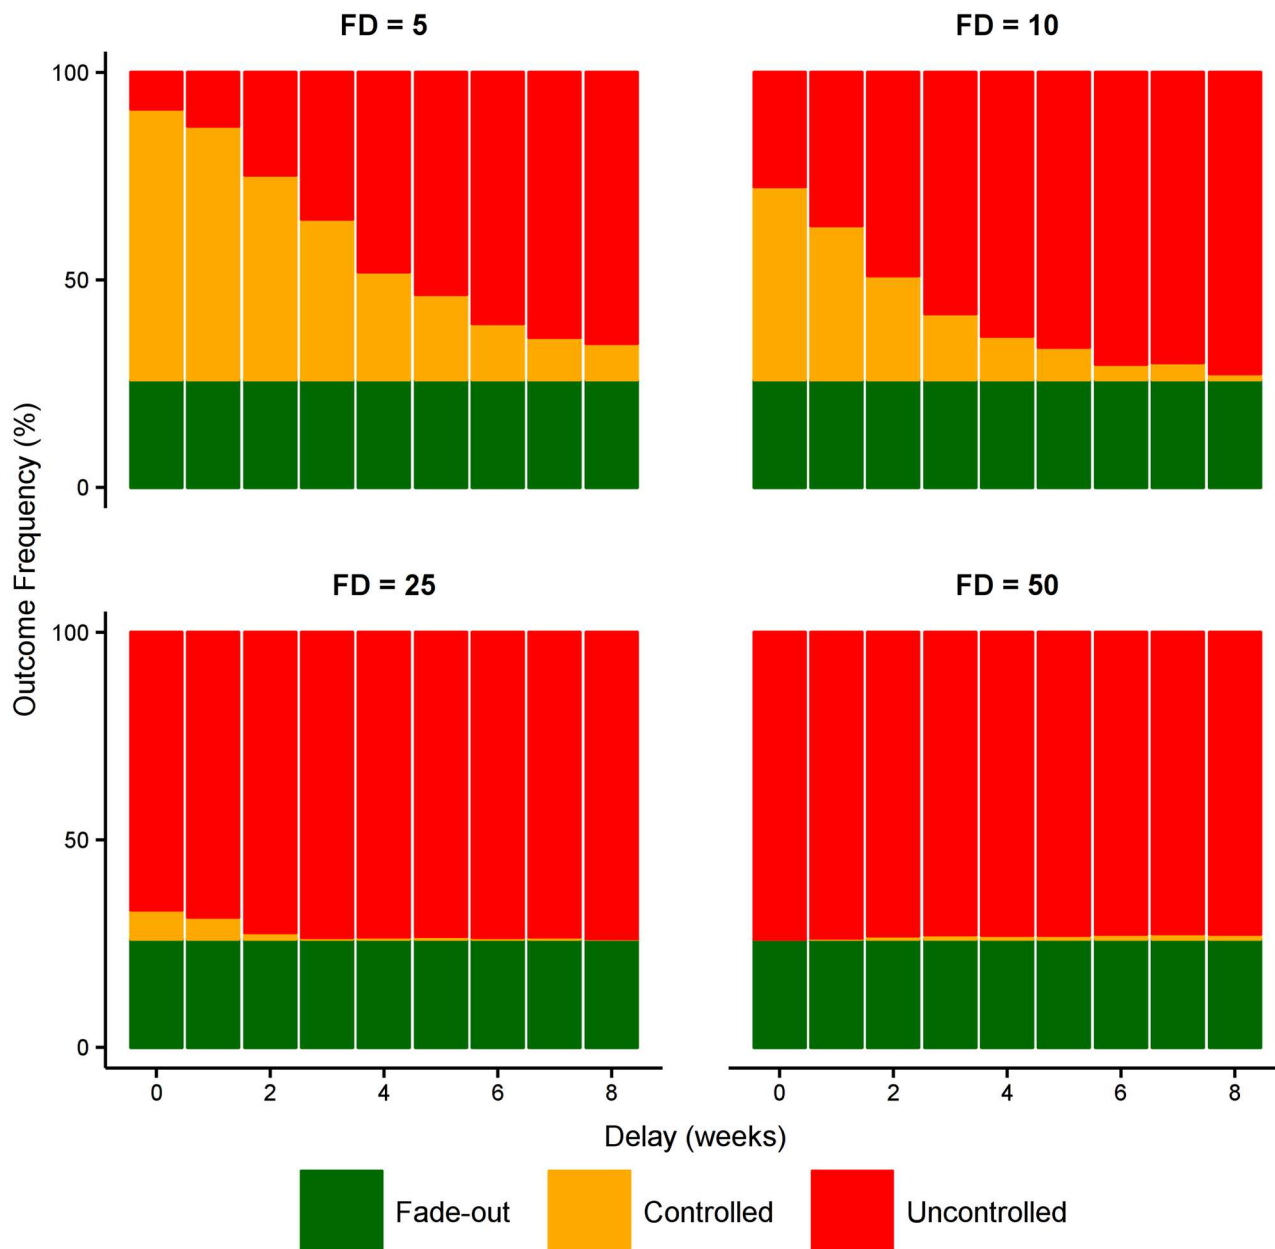 FD = 5
FD = 10
100
50
0
FD = 25
FD = 50
100
50
0
Outcome Frequency (%)
0 2 4 6 8
0 2 4 6 8
Delay (weeks)
Fade-out Controlled Uncontrolled